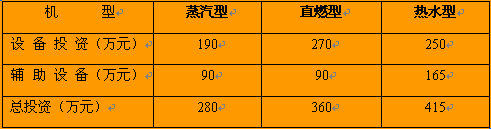 机 型 蒸汽型 直燃型 热水型
设备投资（万元） 190 270 250
辅助设备（万元） 90 90 165
总投资（万元） 280 360 415